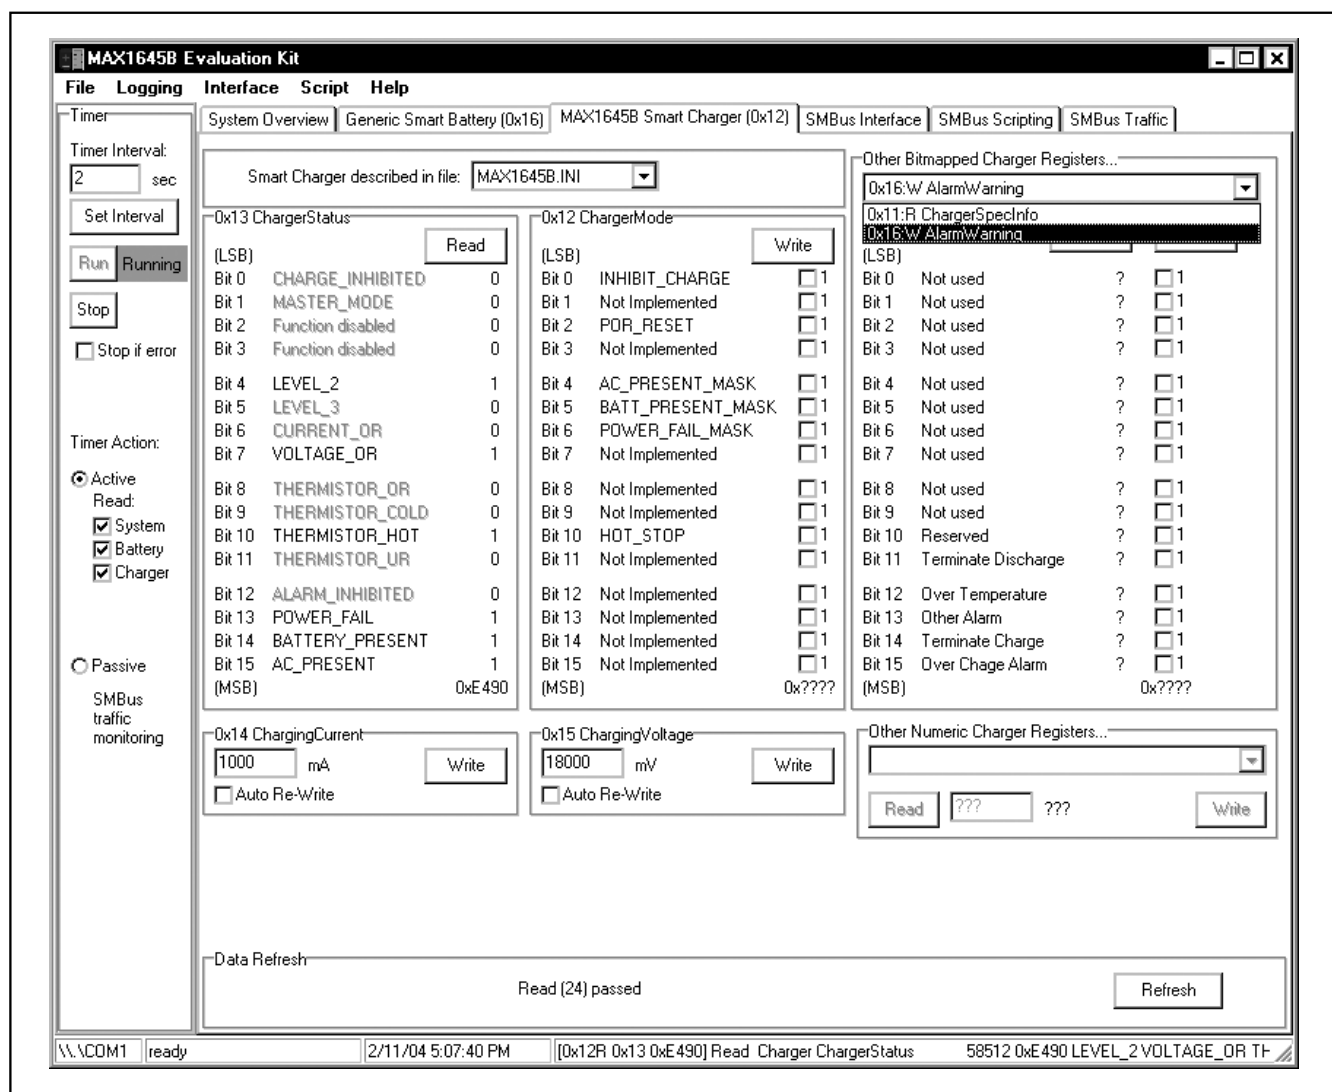 MAX1645B Evaluation Kit
File Logging Interface Script Help
Timer
Timer Interval:
2 sec
Set Interval
Run Running
Stop
Stop if error
Timer Action:
Active
Read:
System
Battery
Charger
Passive
SMBus
traffic
monitoring
System Overview Generic Smart Battery (0x16) MAX1645B Smart Charger (0x12) SMBus Interface SMBus Scripting SMBus Traffic
Smart Charger described in file: MAX1645B.INI
0x13 ChargerStatus
Read
(LSB)
Bit 0 CHARGE_INHIBITED 0
Bit 1 MASTER_MODE 0
Bit 2 Function disabled 0
Bit 3 Function disabled 0
Bit 4 LEVEL_2 1
Bit 5 LEVEL_3 0
Bit 6 CURRENT_OR 0
Bit 7 VOLTAGE_OR 1
Bit 8 THERMISTOR_OR 0
Bit 9 THERMISTOR_COLD 0
Bit 10 THERMISTOR_HOT 1
Bit 11 THERMISTOR_UR 0
Bit 12 ALARM_INHIBITED 0
Bit 13 POWER_FAIL 1
Bit 14 BATTERY_PRESENT 1
Bit 15 AC_PRESENT 1
(MSB) 0xE490
0x12 ChargerMode
Write
(LSB)
Bit 0 INHIBIT_CHARGE 1
Bit 1 Not Implemented 1
Bit 2 POR_RESET 1
Bit 3 Not Implemented 1
Bit 4 AC_PRESENT_MASK 1
Bit 5 BATT_PRESENT_MASK 1
Bit 6 POWER_FAIL_MASK 1
Bit 7 Not Implemented 1
Bit 8 Not Implemented 1
Bit 9 Not Implemented 1
Bit 10 HOT_STOP 1
Bit 11 Not Implemented 1
Bit 12 Not Implemented 1
Bit 13 Not Implemented 1
Bit 14 Not Implemented 1
Bit 15 Not Implemented 1
(MSB) 0x????
Other Bitmapped Charger Registers...
0x16:W AlarmWarning
0x11:R ChargerSpecInfo
0x16:W AlarmWarning
(LSB)
Bit 0 Not used ? 1
Bit 1 Not used ? 1
Bit 2 Not used ? 1
Bit 3 Not used ? 1
Bit 4 Not used ? 1
Bit 5 Not used ? 1
Bit 6 Not used ? 1
Bit 7 Not used ? 1
Bit 8 Not used ? 1
Bit 9 Not used ? 1
Bit 10 Reserved ? 1
Bit 11 Terminate Discharge ? 1
Bit 12 Over Temperature ? 1
Bit 13 Other Alarm ? 1
Bit 14 Terminate Charge ? 1
Bit 15 Over Chage Alarm ? 1
(MSB) 0x????
0x14 ChargingCurrent
1000 mA Write
Auto Re-Write
0x15 ChargingVoltage
18000 mV Write
Auto Re-Write
Other Numeric Charger Registers...
Read ??? ??? Write
Data Refresh
Read (24) passed Refresh
\\.\COM1 ready 2/11/04 5:07:40 PM [0x12R 0x13 0xE490] Read Charger ChargerStatus 58512 0xE490 LEVEL_2 VOLTAGE_OR TH